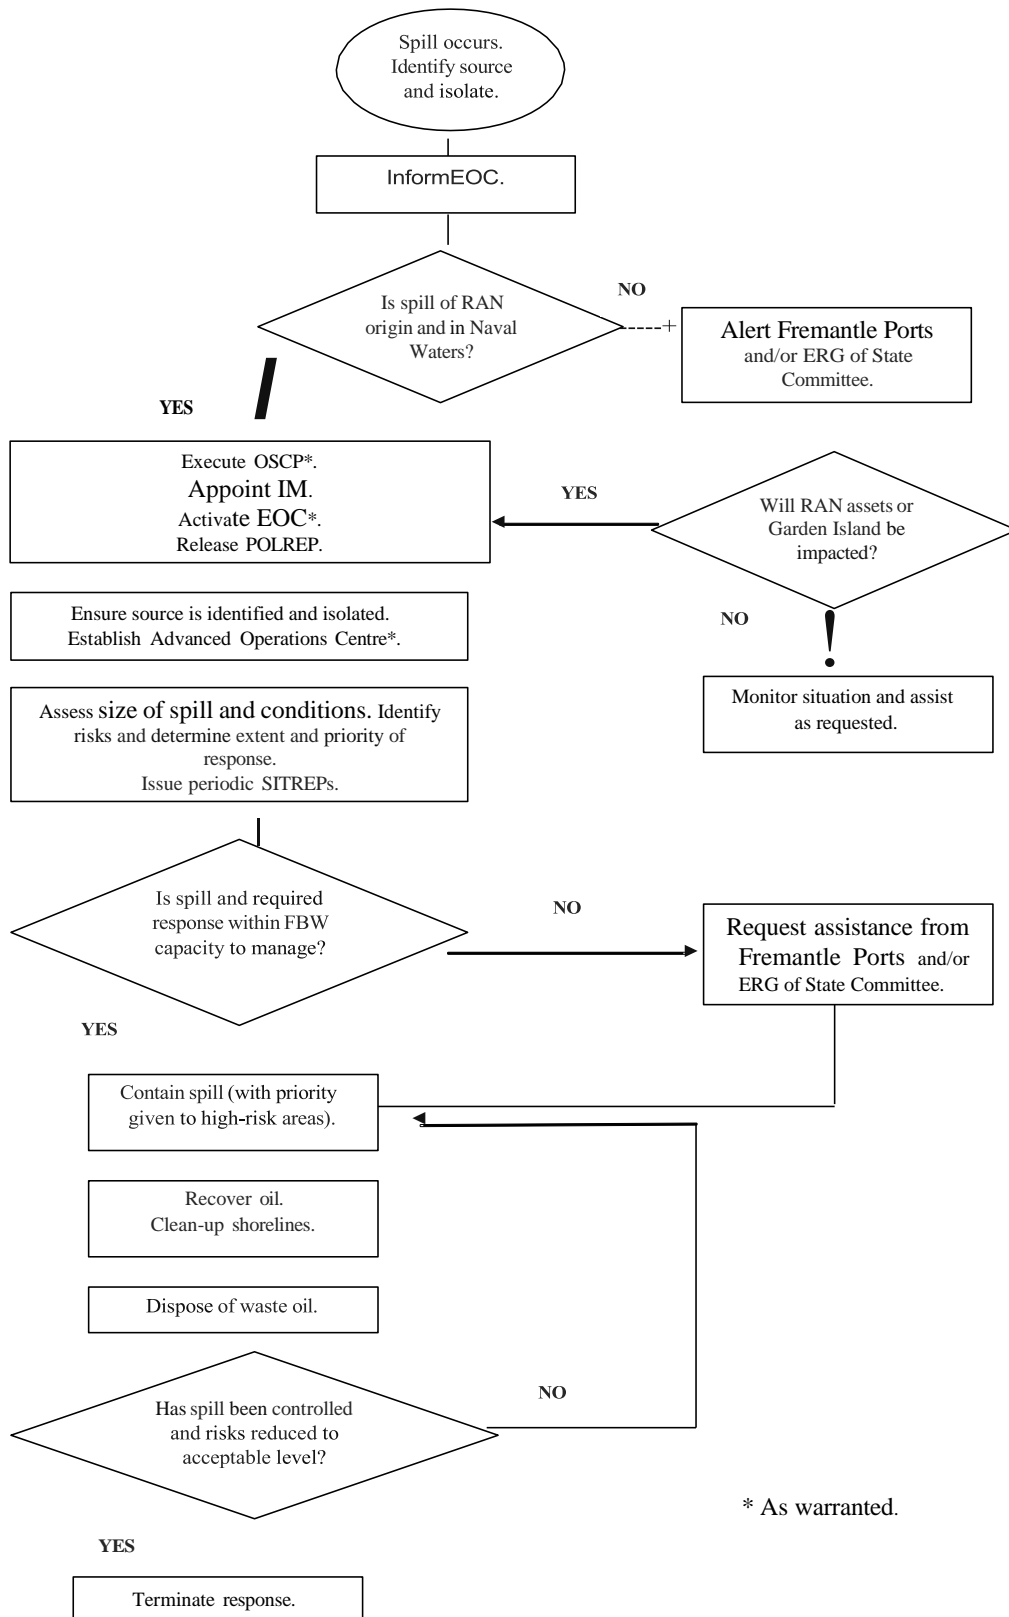 Spill occurs.
Identify source
and isolate.
InformEOC.
Is spill of RAN
origin and in Naval
Waters?
NO
Alert Fremantle Ports
and/or ERG of State
Committee.
YES
Execute OSCP*.
Appoint IM.
Activate EOC*.
Release POLREP.
YES
Will RAN assets or
Garden Island be
impacted?
Ensure source is identified and isolated.
Establish Advanced Operations Centre*.
NO
Monitor situation and assist
as requested.
Assess size of spill and conditions. Identify
risks and determine extent and priority of
response.
Issue periodic SITREPs.
Is spill and required
response within FBW
capacity to manage?
NO
Request assistance from
Fremantle Ports and/or
ERG of State Committee.
YES
Contain spill (with priority
given to high-risk areas).
Recover oil.
Clean-up shorelines.
Dispose of waste oil.
Has spill been controlled
and risks reduced to
acceptable level?
NO
* As warranted.
YES
Terminate response.